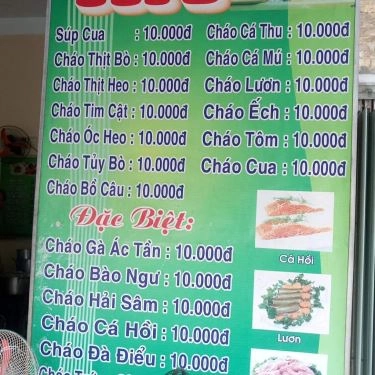 Súp Cua : 10.000đ
Cháo Thịt Bò : 10.000đ
Cháo Thịt Heo : 10.000đ
Cháo Tim Cật : 10.000đ
Cháo Óc Heo : 10.000đ
Cháo Tủy Bò : 10.000đ
Cháo Bồ Câu : 10.000đ
Cháo Cá Thu : 10.000đ
Cháo Cá Mú : 10.000đ
Cháo Lươn : 10.000đ
Cháo Ếch : 10.000đ
Cháo Tôm : 10.000đ
Cháo Cua : 10.000đ
Đặc Biệt:
Cháo Gà Ác Tần : 10.000đ
Cháo Bào Ngư : 10.000đ
Cháo Hải Sâm : 10.000đ
Cháo Cá Hồi : 10.000đ
Cháo Đà Điểu : 10.000đ
Cháo
Cá Hồi
Lươn